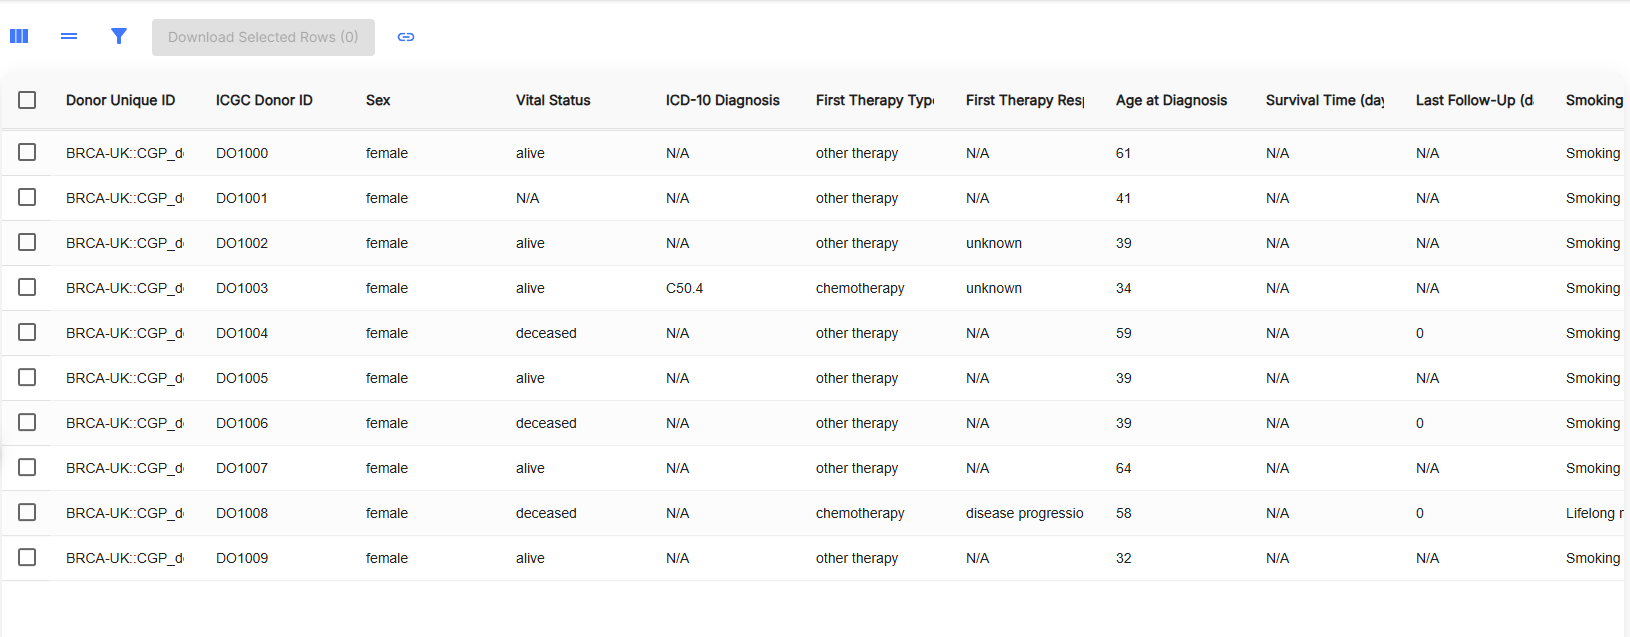 Download Selected Rows (0)
Donor Unique ID ICGC Donor ID Sex Vital Status ICD-10 Diagnosis First Therapy Type First Therapy Resp Age at Diagnosis Survival Time (day Last Follow-Up (d Smoking
BRCA-UK::CGP_d DO1000 female alive N/A other therapy N/A 61 N/A N/A Smoking
BRCA-UK::CGP_d DO1001 female N/A N/A other therapy N/A 41 N/A N/A Smoking
BRCA-UK::CGP_d DO1002 female alive N/A other therapy unknown 39 N/A N/A Smoking
BRCA-UK::CGP_d DO1003 female alive C50.4 chemotherapy unknown 34 N/A N/A Smoking
BRCA-UK::CGP_d DO1004 female deceased N/A other therapy N/A 59 N/A 0 Smoking
BRCA-UK::CGP_d DO1005 female alive N/A other therapy N/A 39 N/A N/A Smoking
BRCA-UK::CGP_d DO1006 female deceased N/A other therapy N/A 39 N/A 0 Smoking
BRCA-UK::CGP_d DO1007 female alive N/A other therapy N/A 64 N/A N/A Smoking
BRCA-UK::CGP_d DO1008 female deceased N/A chemotherapy disease progressio 58 N/A 0 Lifelong
BRCA-UK::CGP_d DO1009 female alive N/A other therapy N/A 32 N/A N/A Smoking